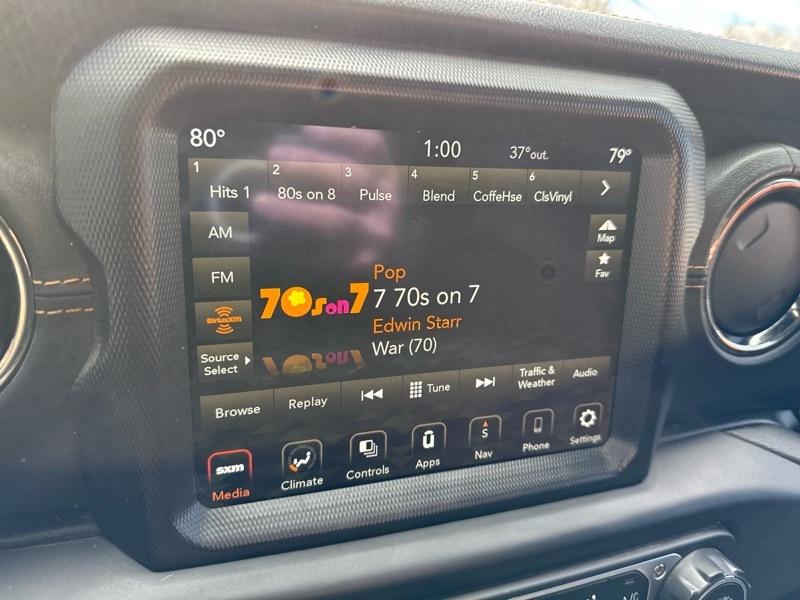 80° 1:00 37°out. 79°
1 2 3 4 5 6
Hits 1 80s on 8 Pulse Blend CoffeHse ClsVinyl
AM
Map
FM
Fav
70s on 7
Pop
7 70s on 7
SiriusXM
Edwin Starr
War (70)
Source
Select
Browse Replay Tune Traffic &
Weather Audio
sxm S
Media Climate Controls Apps Nav Phone Settings
A/C